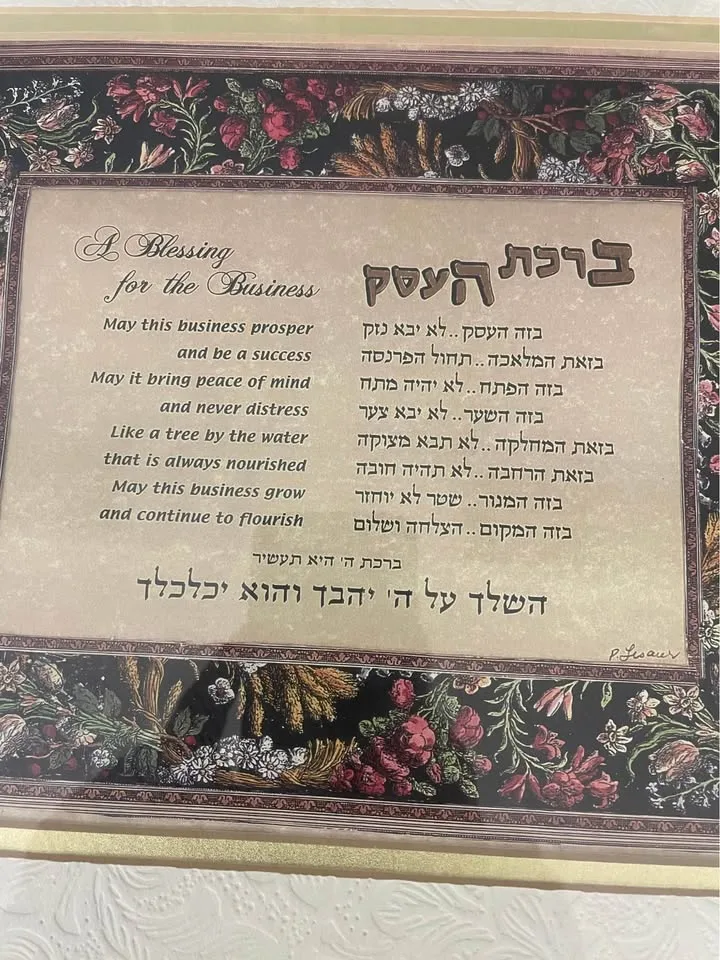 A Blessing
for the Business
May this business prosper
and be a success
May it bring peace of mind
and never distress
Like a tree by the water
that is always nourished
May this business grow
and continue to flourish
ברכת העסק
בזה העסק..לא יבא נזק
בזאת המלאכה..תחול הפרנסה
בזה הפתח..לא יהיה מתח
בזה השער..לא יבא צער
בזאת המחלקה..לא תבא מצוקה
בזאת הרחבה..לא תהיה חובה
בזה המגור..שטר לא יוחזר
בזה המקום..הצלחה ושלום
ברכת ה' היא תעשיר
השלך על ה' יהבך והוא יכלכלך